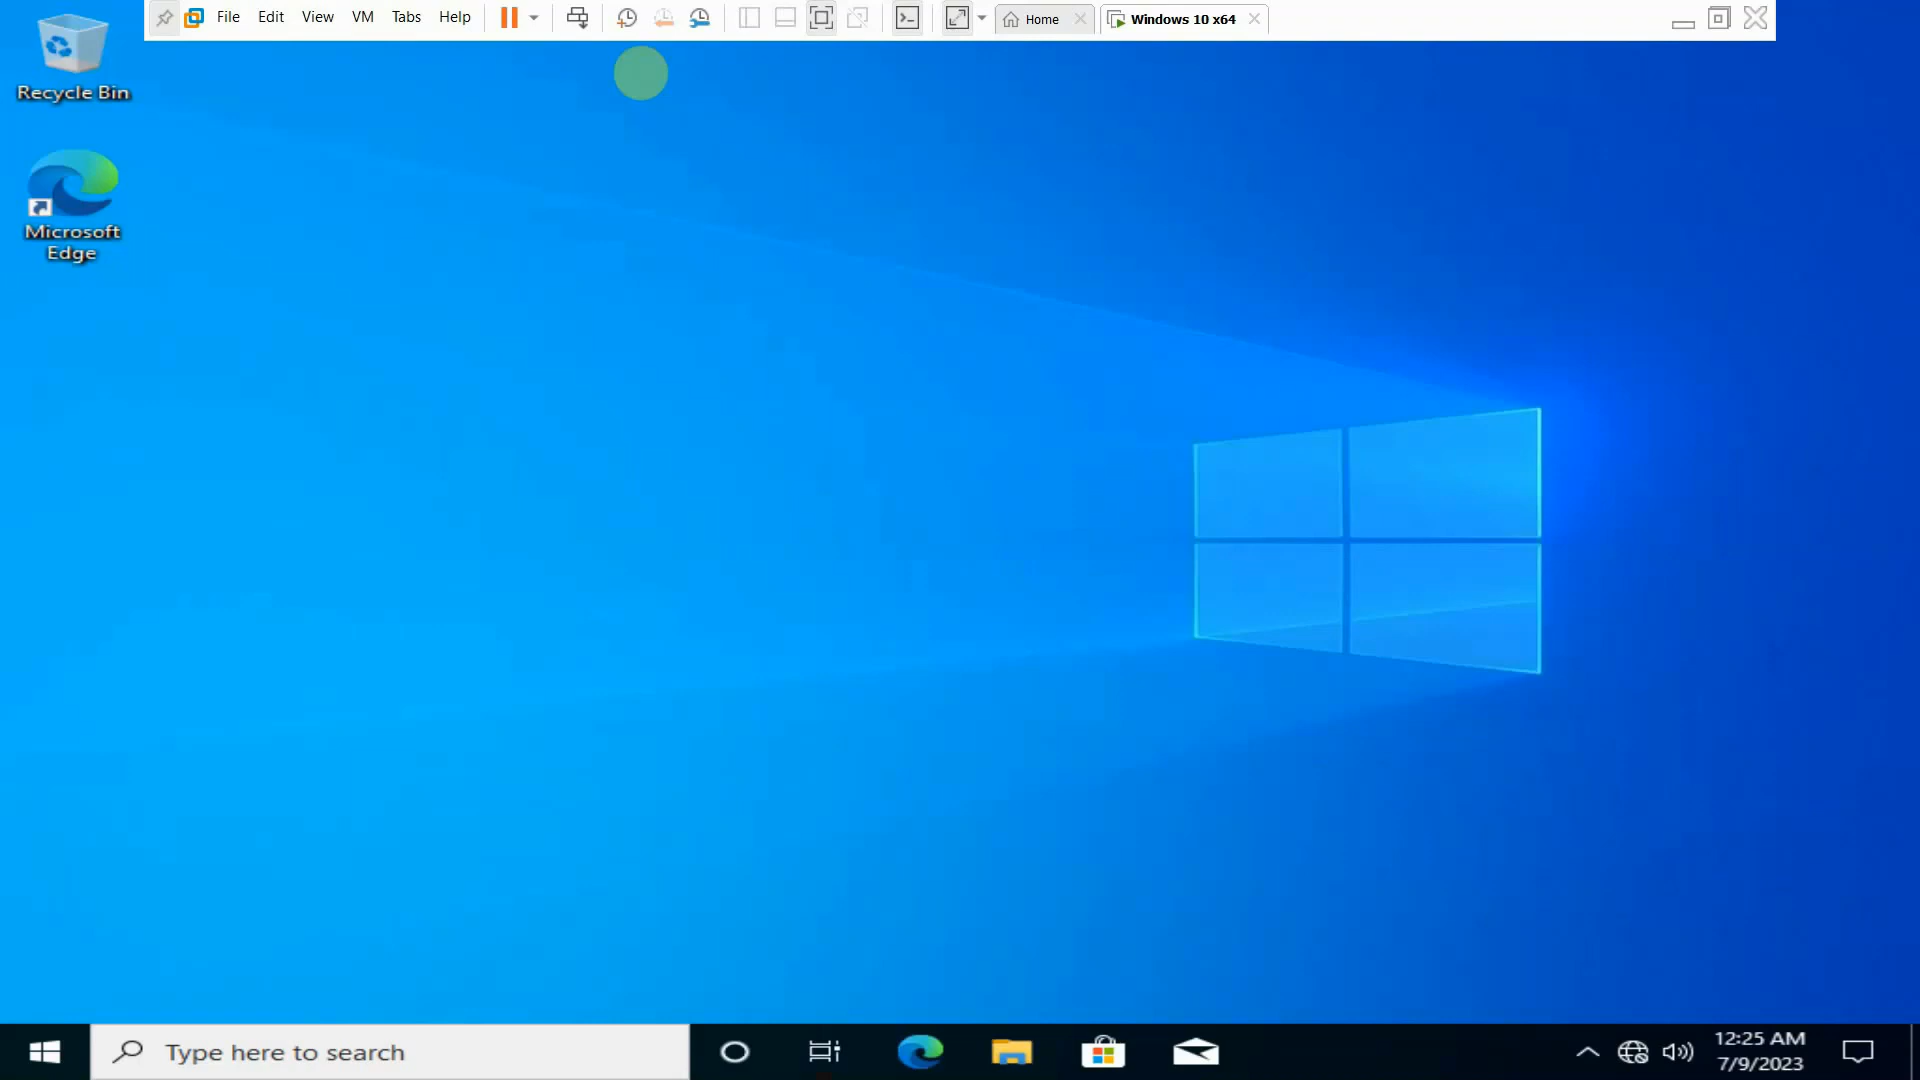 File Edit View VM Tabs Help
Home
Windows 10 x64
Recycle Bin
Microsoft
Edge
Type here to search
12:25 AM
7/9/2023